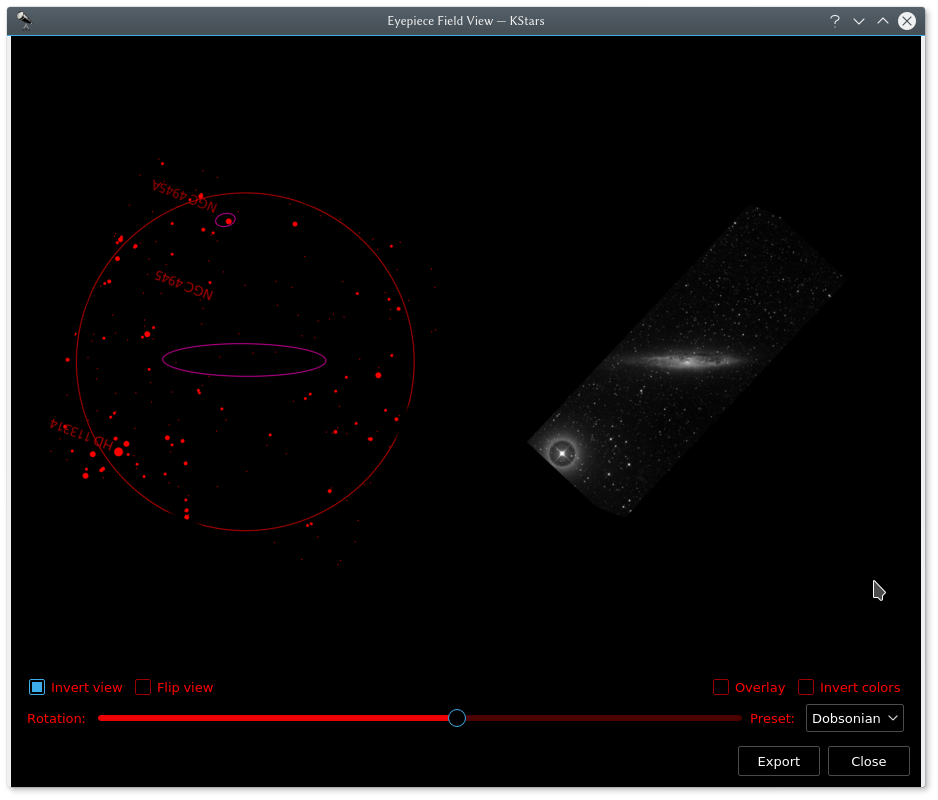 Eyepiece Field View — KStars
NGC 4945A
NGC 4945
HD 113314
Invert view
Flip view
Overlay
Invert colors
Rotation:
Preset:
Dobsonian
Export
Close